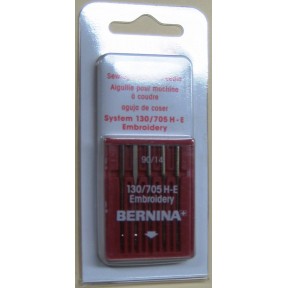 Aiguille pour machine
à coudre
aguja de coser
System 130/705 H-E
Embroidery
90/14
130/705 H-E
Embroidery
BERNINA